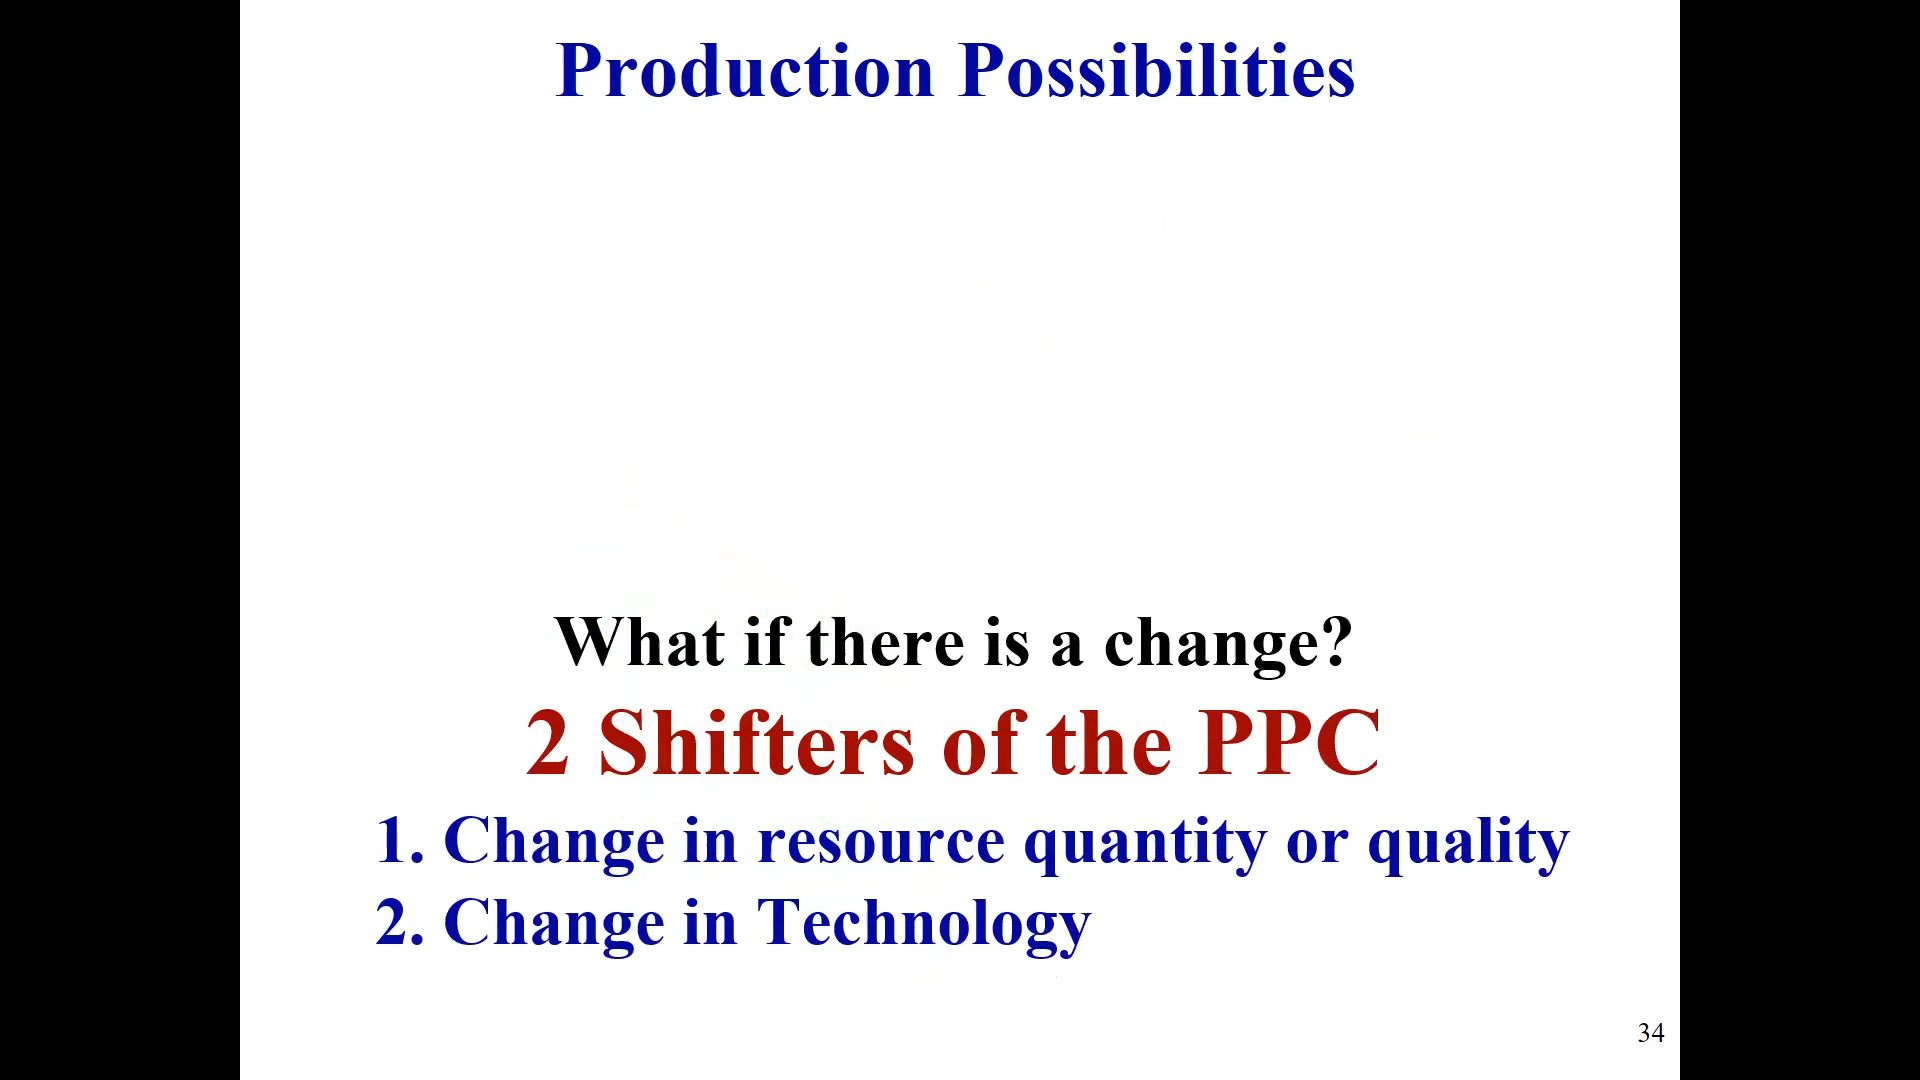 Production Possibilities
What if there is a change?
2 Shifters of the PPC
1. Change in resource quantity or quality
2. Change in Technology
34